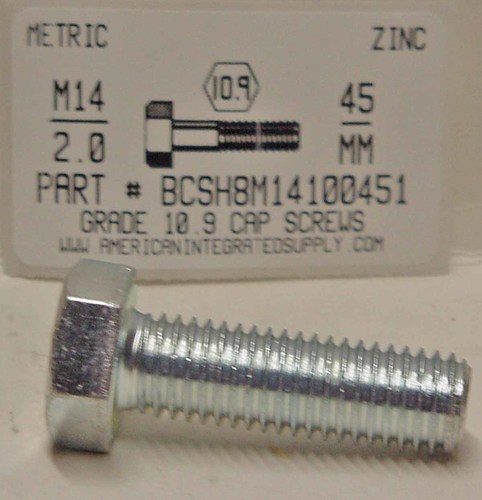 METRIC ZINC
10.9
M14 45
2.0 MM
PART # BCSH8M14100451
GRADE 10.9 CAP SCREWS
WWW.AMERICANINTEGRATEDSUPPLY.COM